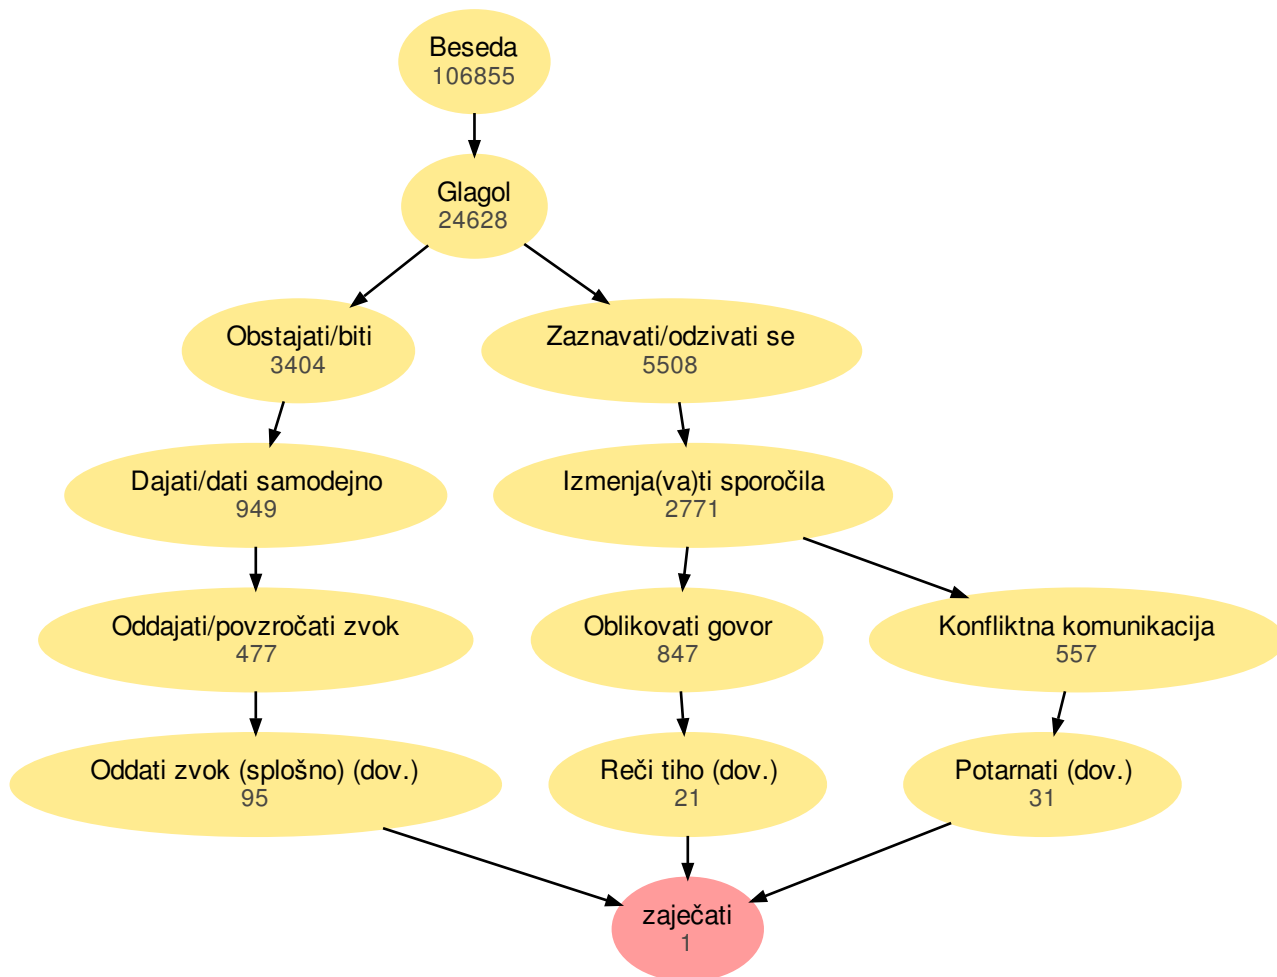 Beseda
106855
Glagol
24628
Obstajati/biti
3404
Zaznavati/odzivati se
5508
Dajati/dati samodejno
949
Izmenja(va)ti sporočila
2771
Oddajati/povzročati zvok
477
Oblikovati govor
847
Konfliktna komunikacija
557
Oddati zvok (splošno) (dov.)
95
Reči tiho (dov.)
21
Potarnati (dov.)
31
zaječati
1